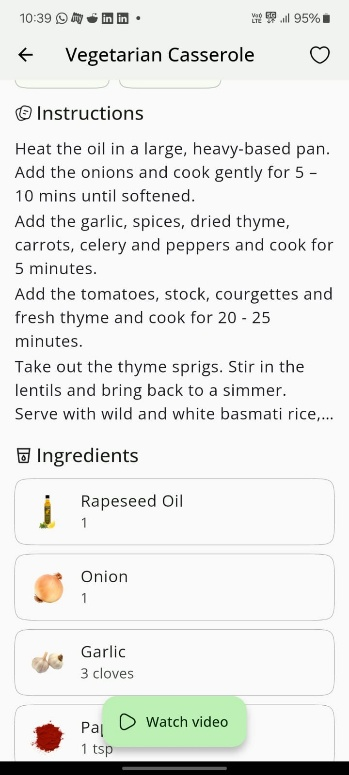 10:39
95%
Vegetarian Casserole
Instructions
Heat the oil in a large, heavy-based pan.
Add the onions and cook gently for 5 –
10 mins until softened.
Add the garlic, spices, dried thyme,
carrots, celery and peppers and cook for
5 minutes.
Add the tomatoes, stock, courgettes and
fresh thyme and cook for 20 - 25
minutes.
Take out the thyme sprigs. Stir in the
lentils and bring back to a simmer.
Serve with wild and white basmati rice,...
Ingredients
Rapeseed Oil
1
Onion
1
Garlic
3 cloves
1 tsp
Watch video